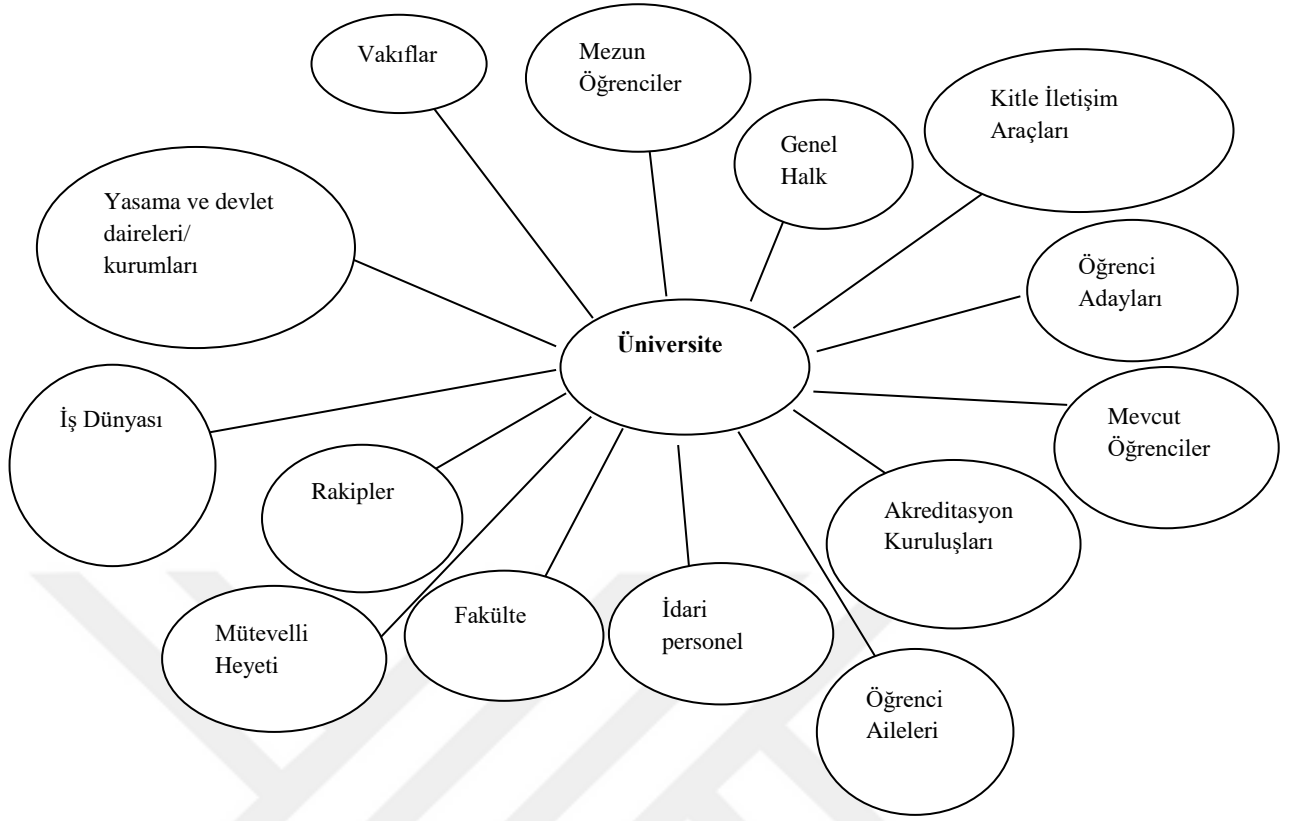 Vakıflar
Mezun
Öğrenciler
Kitle İletişim
Araçları
Genel
Halk
Yasama ve devlet
daireleri/
kurumları
Öğrenci
Adayları
Üniversite
İş Dünyası
Mevcut
Öğrenciler
Rakipler
Akreditasyon
Kuruluşları
Mütevelli
Heyeti
Fakülte
İdari
personel
Öğrenci
Aileleri